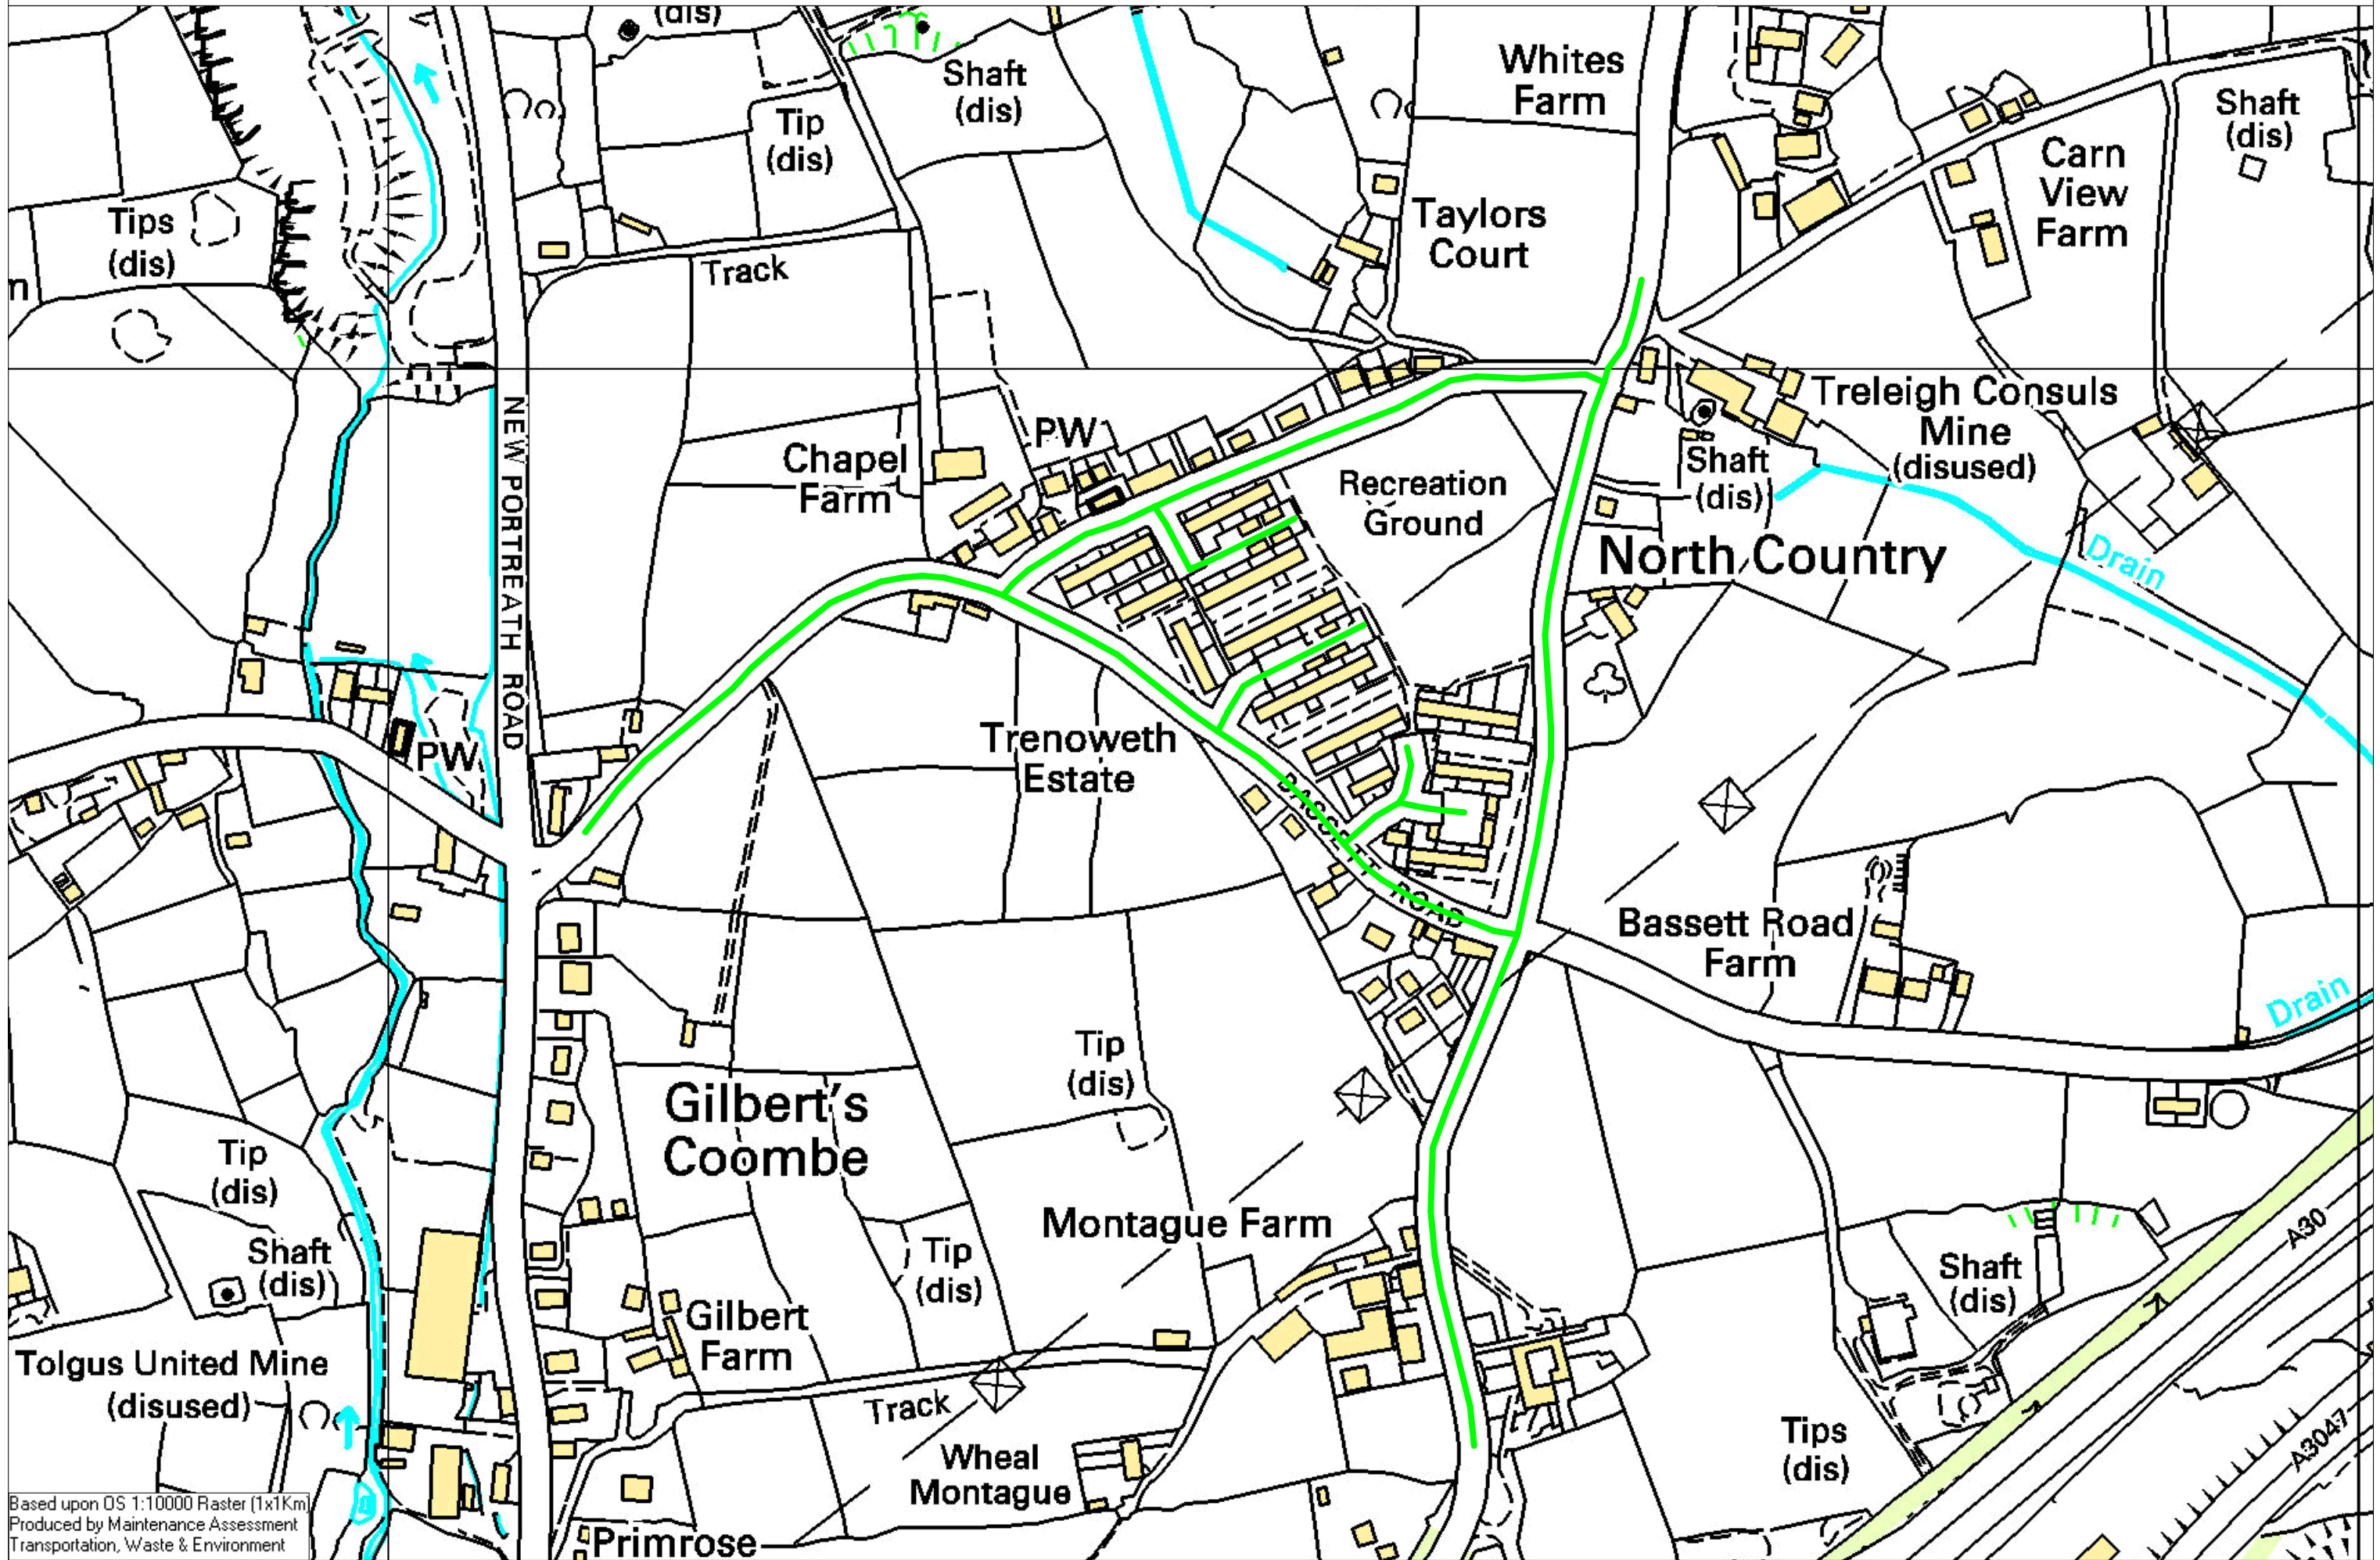 (dis)
Whites
Farm
Shaft
(dis)
Shaft
(dis)
Tip
(dis)
Carn
View
Farm
Tips
(dis)
Taylors
Court
Track
m
NEW PORTREATH ROAD
PW
Treleigh Consuls
Mine
(disused)
Chapel
Farm
Recreation
Ground
Shaft
(dis)
North Country
Drain
Trenoweth
Estate
PW
BASSETT ROAD
Bassett Road
Farm
Drain
Tip
(dis)
Gilbert's
Coombe
Tip
(dis)
Montague Farm
A30
Shaft
(dis)
Tip
(dis)
Shaft
(dis)
Gilbert
Farm
Tolgus United Mine
(disused)
Track
Tips
(dis)
A3047
Wheal
Montague
Primrose
Based upon OS 1:10000 Raster (1x1Km)
Produced by Maintenance Assessment
Transportation, Waste & Environment